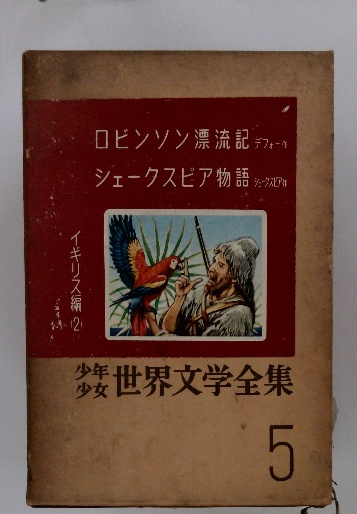 ロビンソン漂流記 デフォー作
シェークスピア物語 シェークスピア作
イギリス編(2)
少年少女 世界文学全集
5